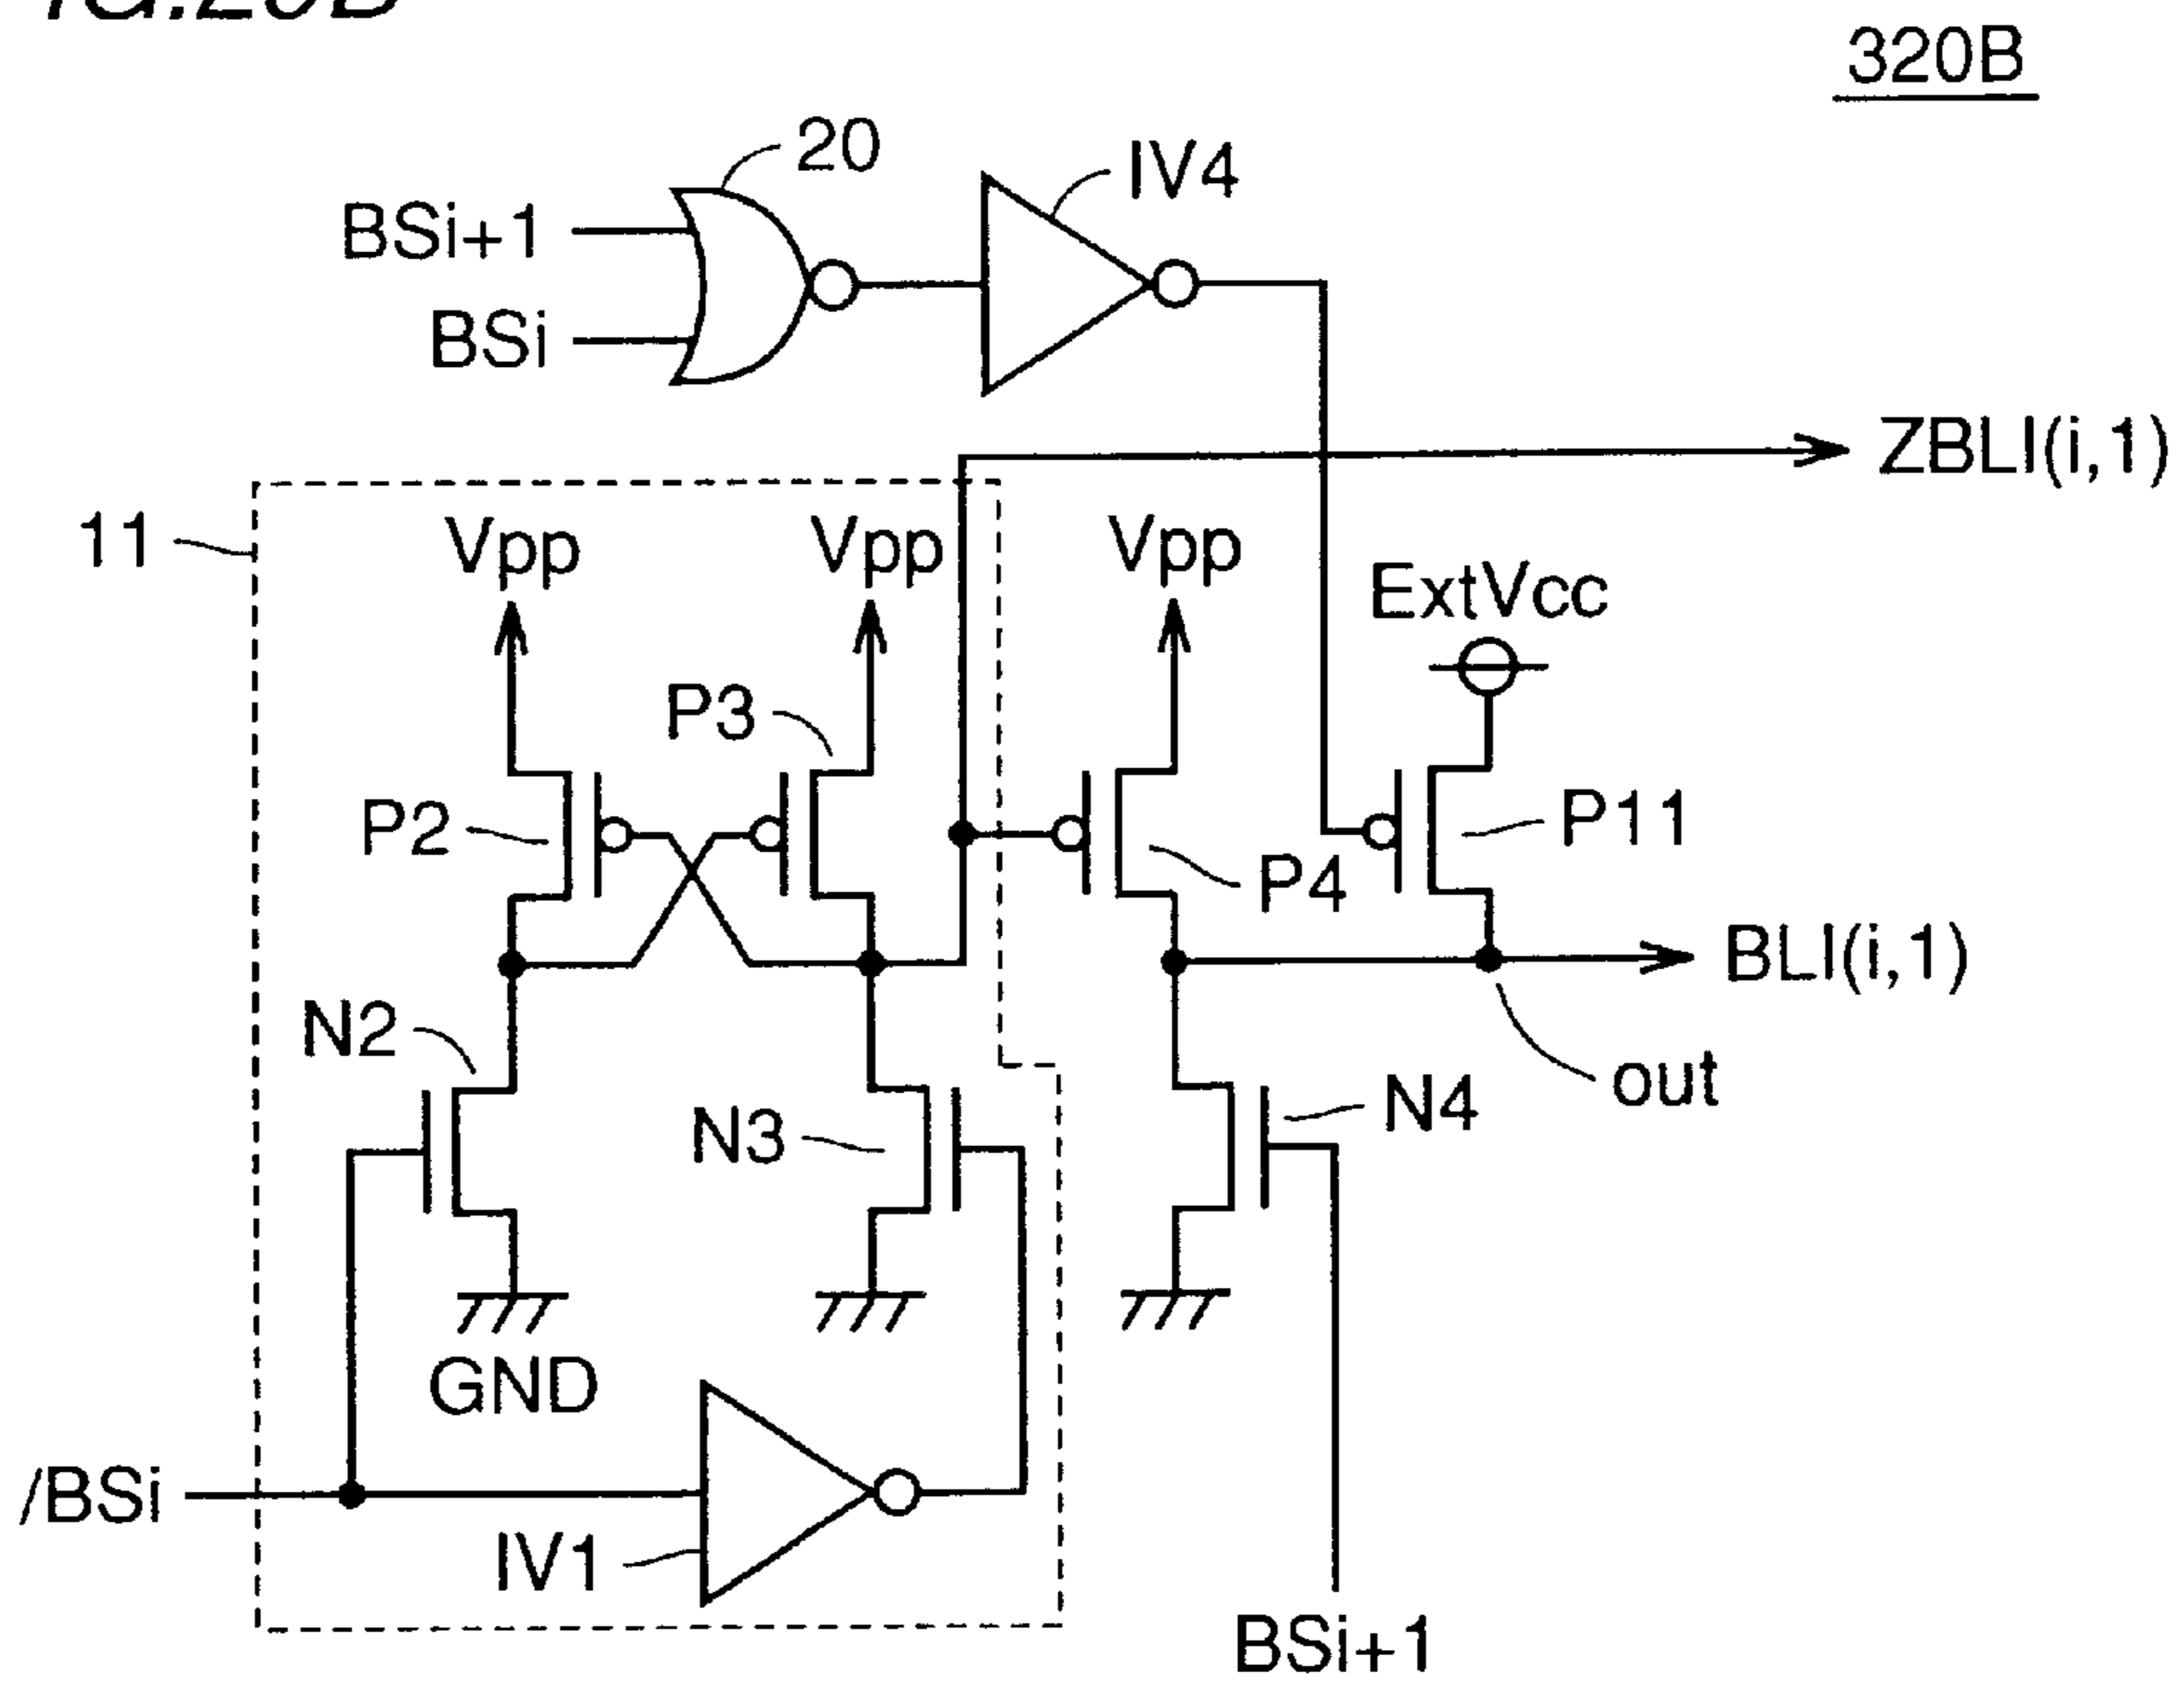 320B
20
IV4
BSi+1
BSi
ZBLI(i,1)
11
Vpp
Vpp
Vpp
ExtVcc
P3
P2
P11
P4
BLI(i,1)
N2
out
N4
N3
GND
/BSi
IV1
BSi+1